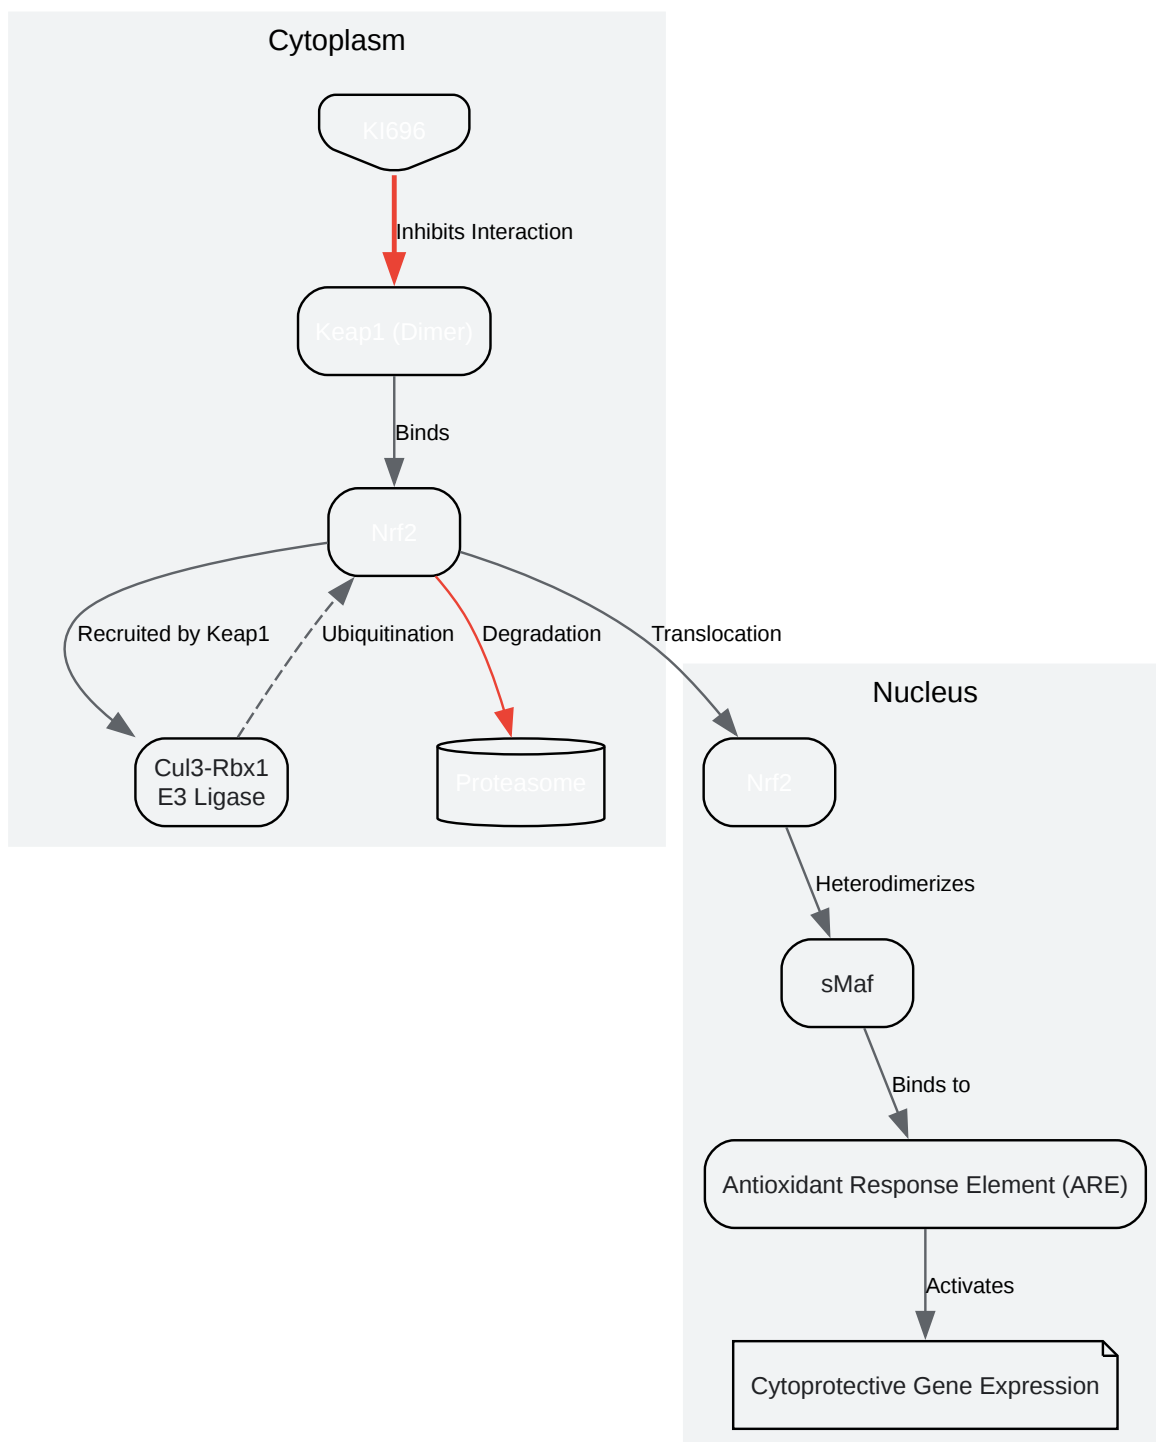 Cytoplasm
KI696
Inhibits Interaction
Keap1 (Dimer)
Binds
Nrf2
Recruited by Keap1
Ubiquitination
Degradation
Translocation
Nucleus
Cul3-Rbx1
E3 Ligase
Proteasome
Nrf2
Heterodimerizes
sMaf
Binds to
Antioxidant Response Element (ARE)
Activates
Cytoprotective Gene Expression